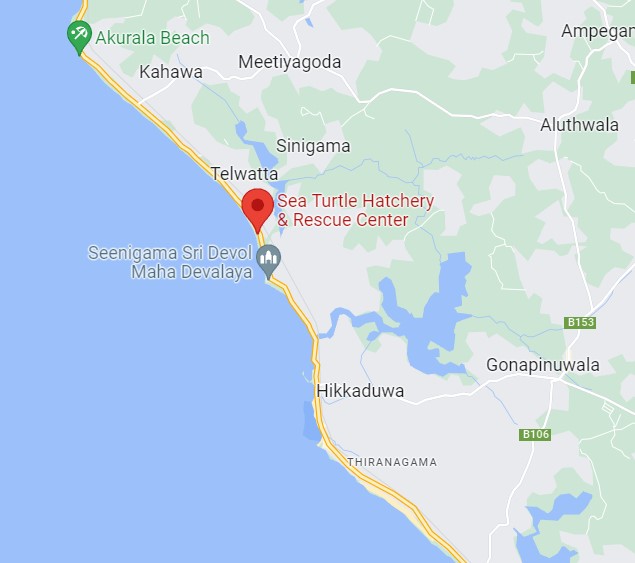 Akurala Beach
Ampegam
Kahawa
Meetiyagoda
Aluthwala
Sinigama
Telwatta
Sea Turtle Hatchery
& Rescue Center
Seenigama Sri Devol
Maha Devalaya
B153
Gonapinuwala
Hikkaduwa
B106
THIRANAGAMA